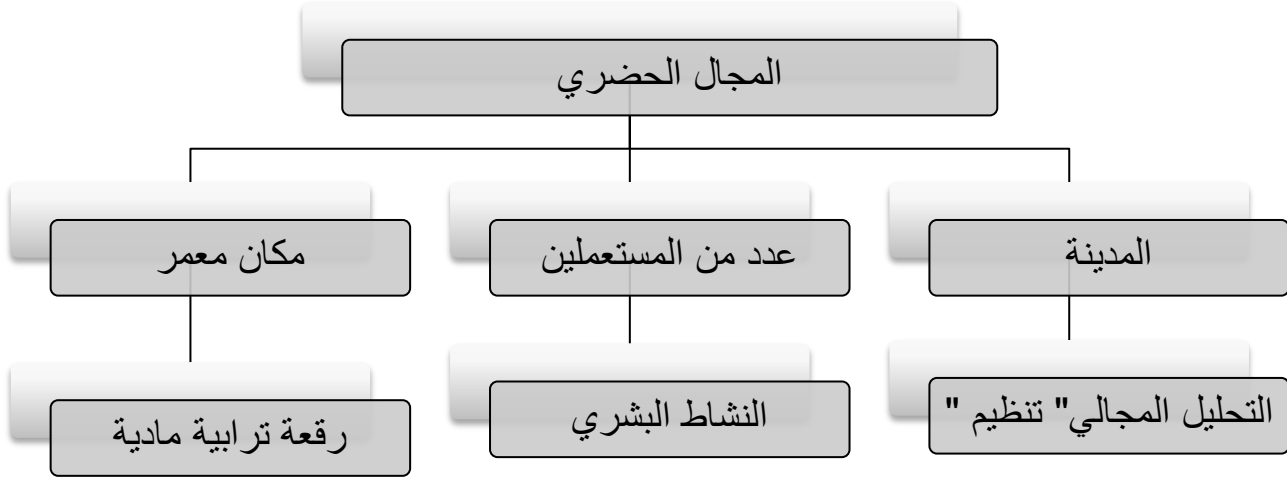 المجال الحضري
المدينة
عدد من المستعملين
مكان معمر
التحليل المجالي" تنظيم "
النشاط البشري
رقعة ترابية مادية